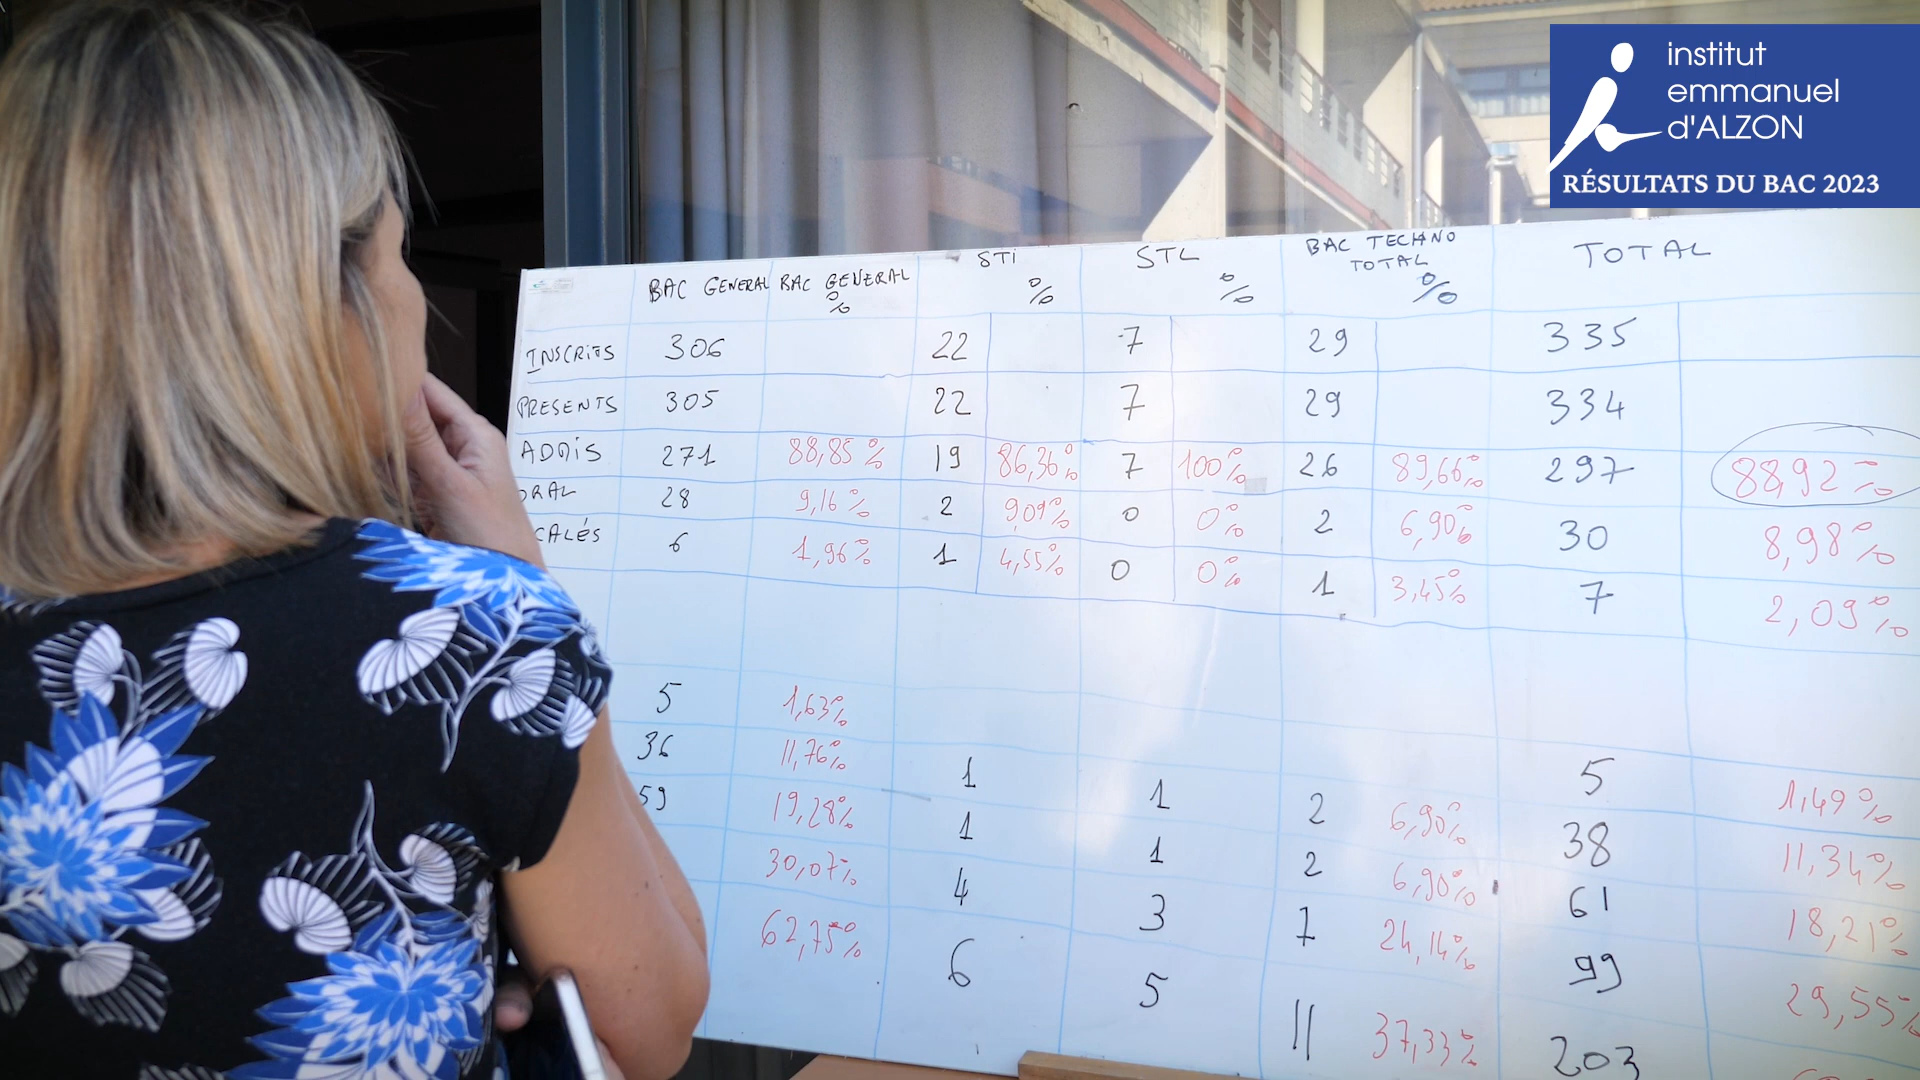 institut
emmanuel
d'ALZON
RÉSULTATS DU BAC 2023
BAC GENERAL BAC GENERAL % STI % STL % BAC TECHNO TOTAL % TOTAL
INSCRITS 306 22 7 29 335
PRESENTS 305 22 7 29 334
ADMIS 271 88,85% 19 86,36% 7 100% 26 89,66% 297 88,92%
ORAL 28 9,16% 2 9,09% 0 0% 2 6,90% 30 8,98%
CALÉS 6 1,96% 1 4,55% 0 0% 1 3,45% 7 2,09%
5 1,63% 5 1,49%
36 11,76% 1 1 2 6,90% 38 11,34%
59 19,28% 1 1 2 6,90% 61 18,21%
30,07% 4 3 7 24,14% 99 29,55%
62,75% 6 5 11 37,33% 203